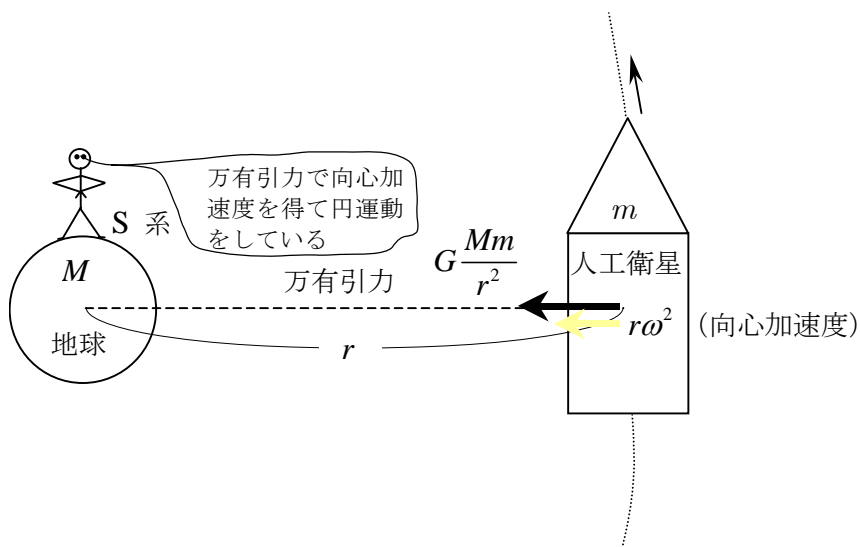 万有引力で向心加
速度を得て円運動
をしている
S 系
M
地球
万有引力
G\frac{Mm}{r^2}
r
m
人工衛星
rω²
(向心加速度)